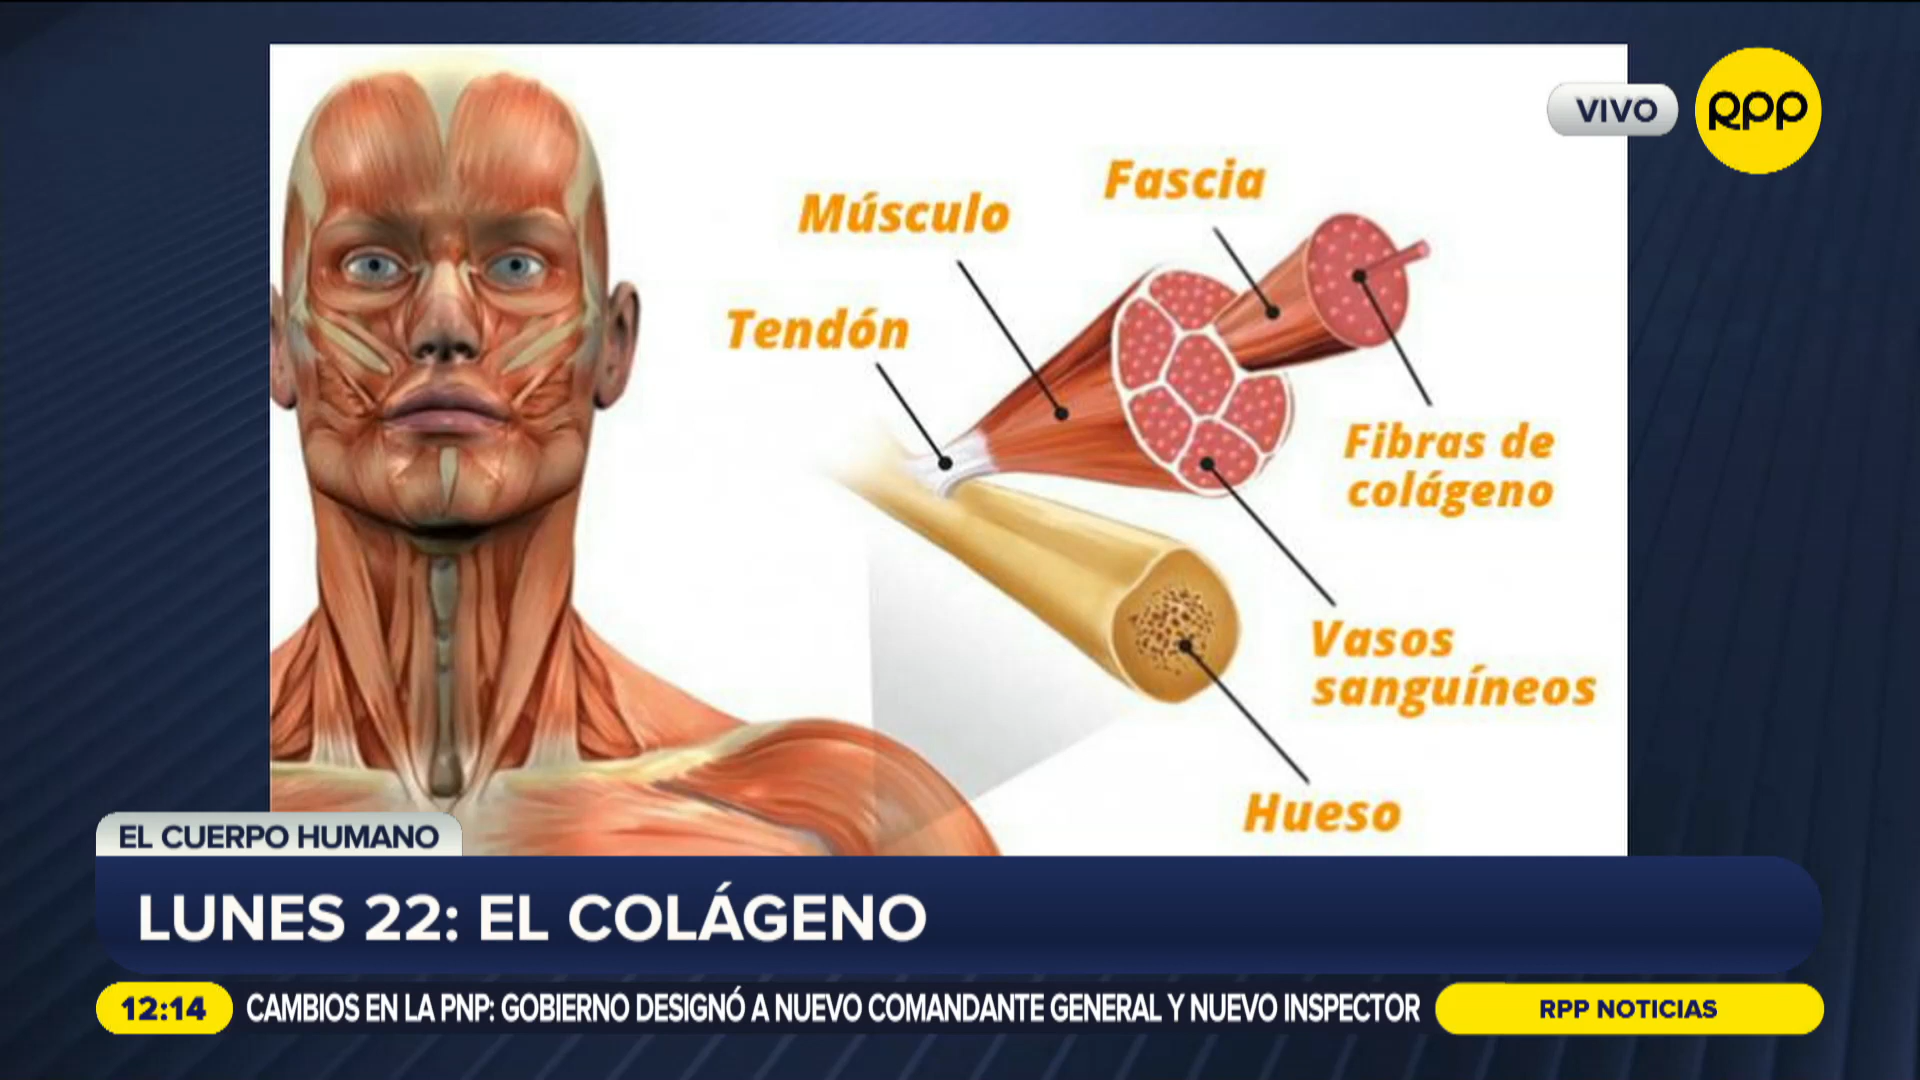 VIVO
RPP
Fascia
Músculo
Tendón
Fibras de
colágeno
Vasos
sanguíneos
Hueso
EL CUERPO HUMANO
LUNES 22: EL COLÁGENO
12:14
CAMBIOS EN LA PNP: GOBIERNO DESIGNÓ A NUEVO COMANDANTE GENERAL Y NUEVO INSPECTOR
RPP NOTICIAS